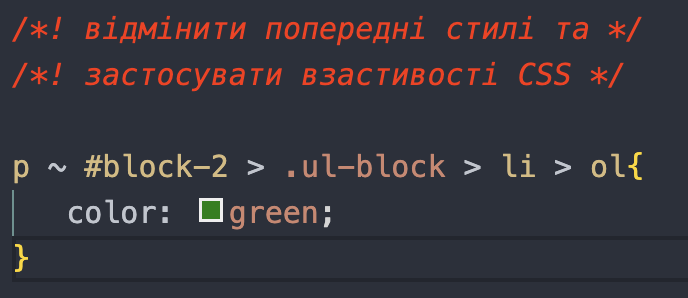 /*! відмінити попередні стилі та */
/*! застосувати взастивості CSS */
p ~ #block-2 > .ul-block > li > ol{
color: green;
}